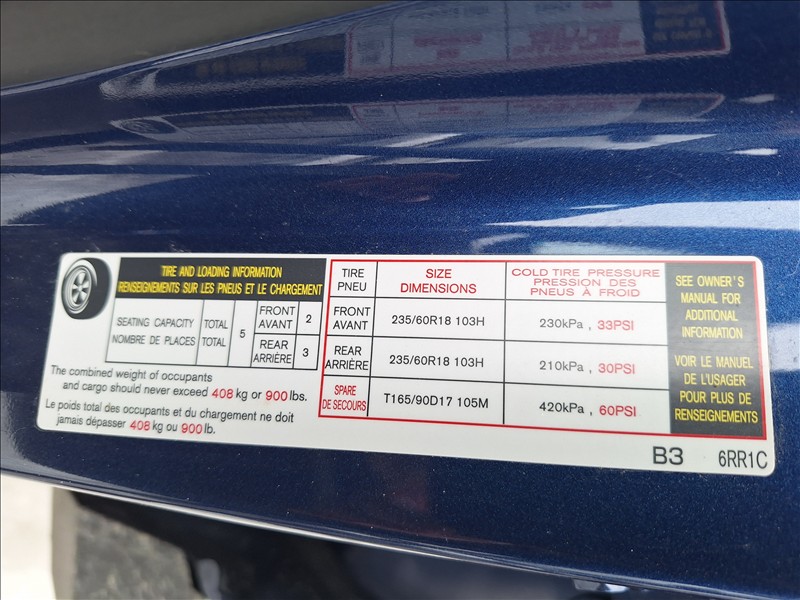 TIRE AND LOADING INFORMATION
RENSEIGNEMENTS SUR LES PNEUS ET LE CHARGEMENT
SEATING CAPACITY
NOMBRE DE PLACES
TOTAL
TOTAL
5
FRONT
AVANT
2
REAR
ARRIÈRE
3
The combined weight of occupants
and cargo should never exceed 408 kg or 900 lbs.
Le poids total des occupants et du chargement ne doit
jamais dépasser 408 kg ou 900 lb.
TIRE
PNEU
SIZE
DIMENSIONS
COLD TIRE PRESSURE
PRESSION DES
PNEUS À FROID
FRONT
AVANT
235/60R18 103H
230kPa , 33PSI
REAR
ARRIÈRE
235/60R18 103H
210kPa , 30PSI
SPARE
DE SECOURS
T165/90D17 105M
420kPa , 60PSI
SEE OWNER'S
MANUAL FOR
ADDITIONAL
INFORMATION
VOIR LE MANUEL
DE L'USAGER
POUR PLUS DE
RENSEIGNEMENTS
B3 6RR1C